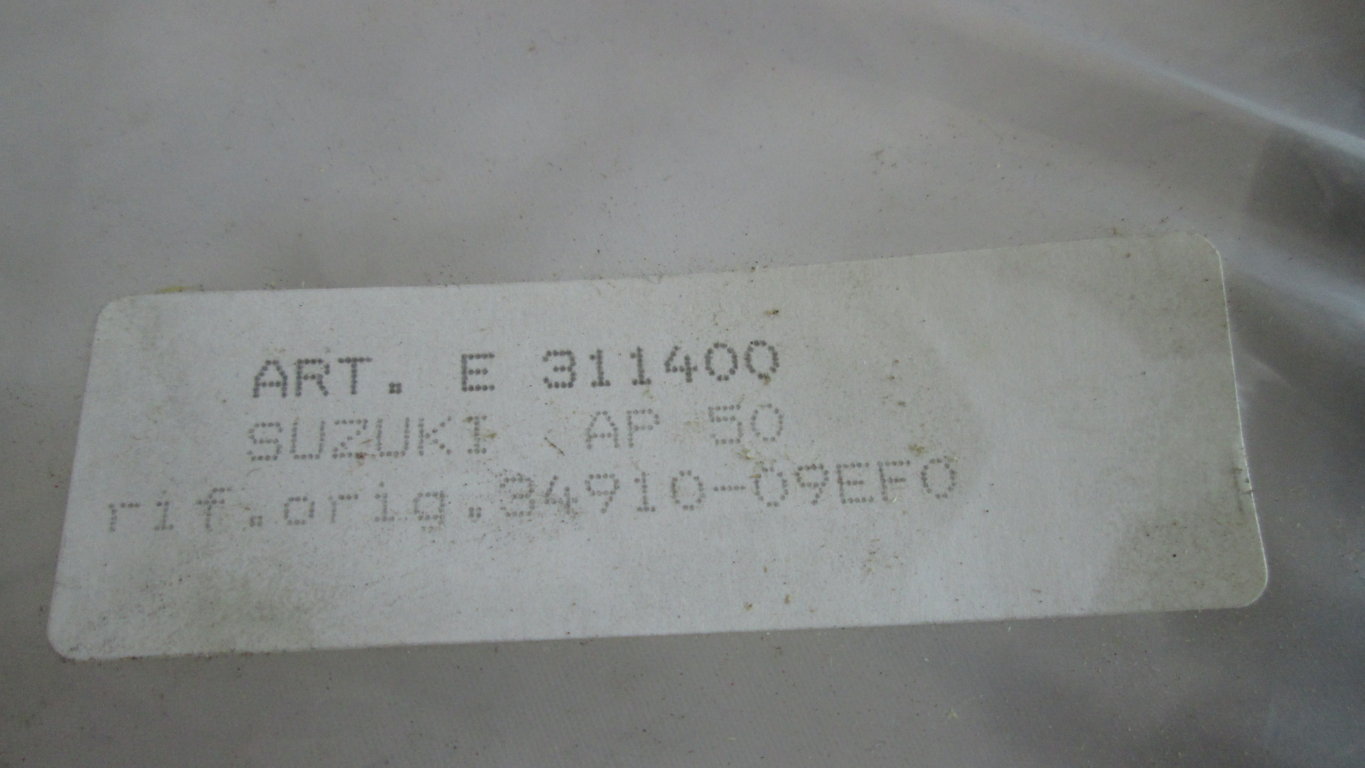 ART. E 311400
SUZUKI AP 50
rif.orig.34910-09EF0